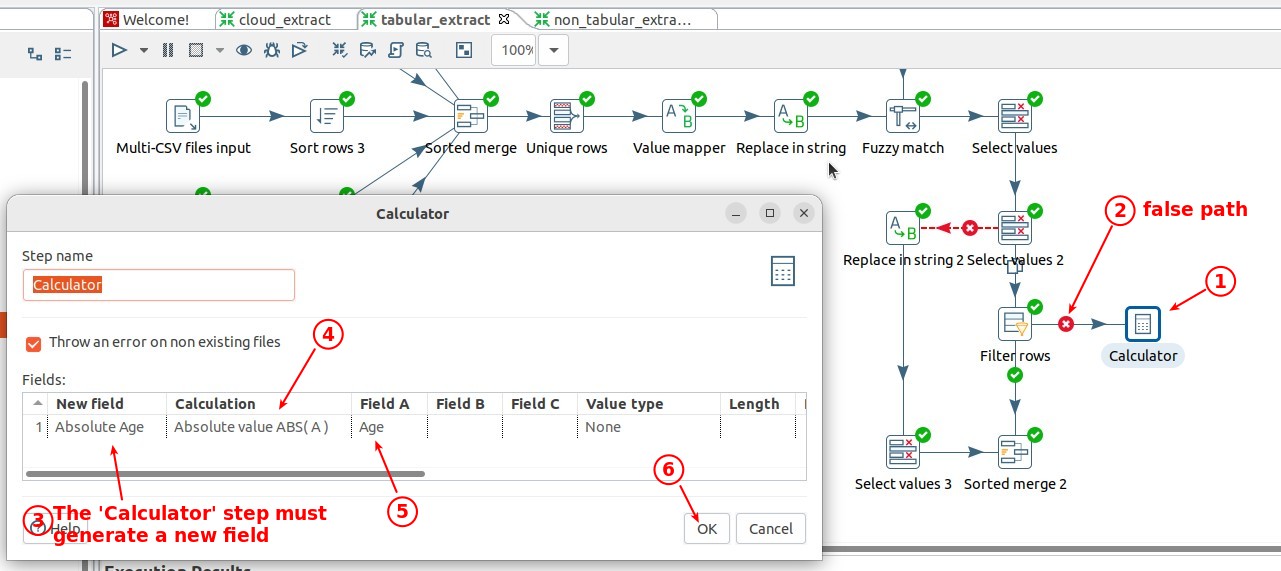 Welcome!
cloud_extract
tabular_extract
non_tabular_extra...
100%
Multi-CSV files input
Sort rows 3
Sorted merge
Unique rows
Value mapper
Replace in string
Fuzzy match
Select values
Calculator
Step name
Calculator
Throw an error on non existing files
Fields:
New field Calculation Field A Field B Field C Value type Length
1 Absolute Age Absolute value ABS( A ) Age None
Help
OK
Cancel
1
2 false path
3 The 'Calculator' step must
generate a new field
4
5
6
Replace in string 2
Select values 2
Filter rows
Calculator
Select values 3
Sorted merge 2
Execution Results